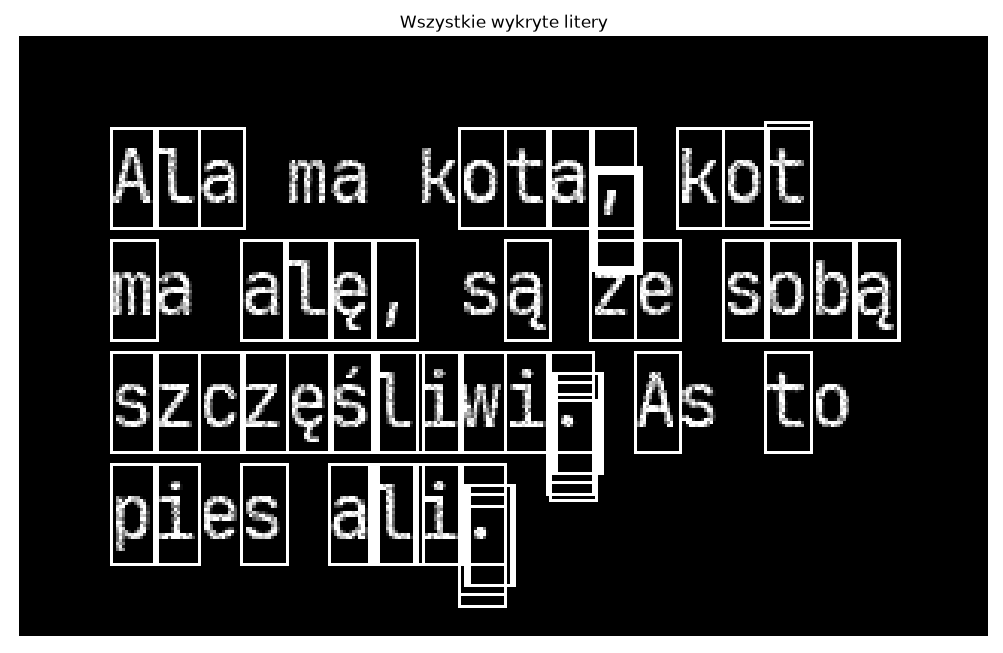 Wszystkie wykryte litery
Ala ma kota, kot
ma alę, są ze sobą
szczęśliwi. As to
pies ali.